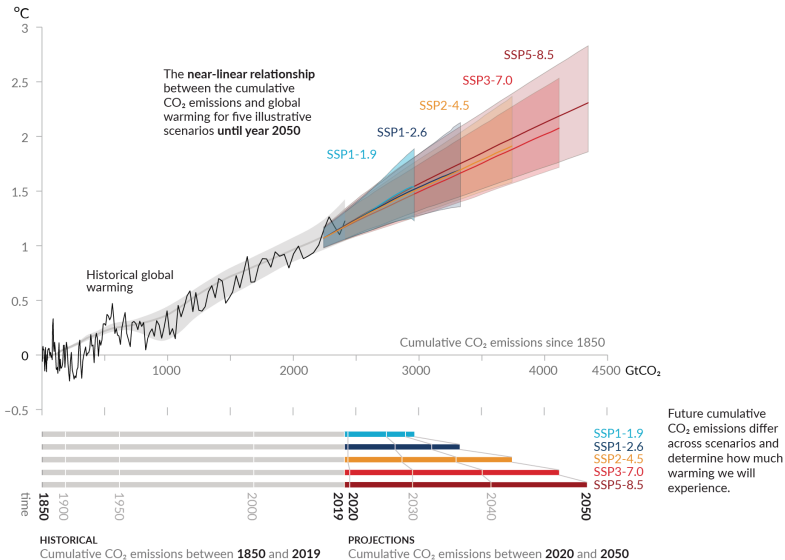 °C
3
2.5
2
1.5
1
0.5
0
−0.5
The near-linear relationship
between the cumulative
CO₂ emissions and global
warming for five illustrative
scenarios until year 2050
SSP5-8.5
SSP3-7.0
SSP2-4.5
SSP1-2.6
SSP1-1.9
Historical global
warming
Cumulative CO₂ emissions since 1850
1000
2000
3000
4000
4500
GtCO₂
SSP1-1.9
SSP1-2.6
SSP2-4.5
SSP3-7.0
SSP5-8.5
Future cumulative
CO₂ emissions differ
across scenarios and
determine how much
warming we will
experience.
time
1850
1900
1950
2000
2019
2020
2030
2040
2050
HISTORICAL
Cumulative CO₂ emissions between 1850 and 2019
PROJECTIONS
Cumulative CO₂ emissions between 2020 and 2050